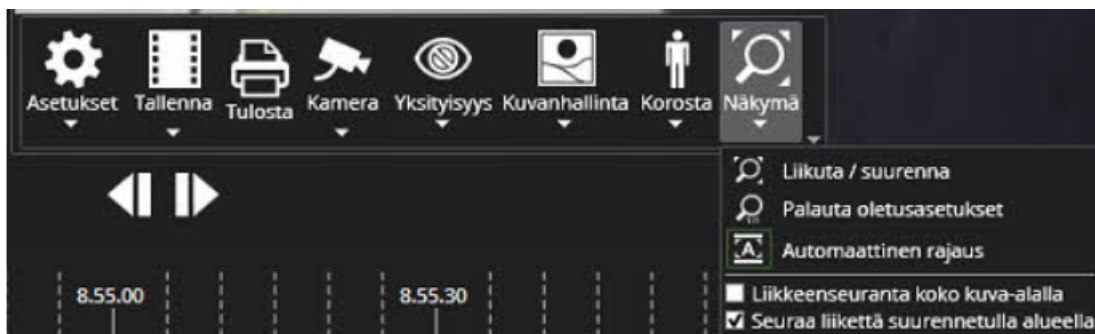 Asetukset Tallenna Tulosta Kamera Yksityisyys Kuvanhallinta Korosta Näkymä
Liikuta / suurenna
Palauta oletusasetukset
A Automaattinen rajaus
8.55.00 8.55.30
Liikkeenseuranta koko kuva-alalla
Seuraa liikettä suurennetulla alueella